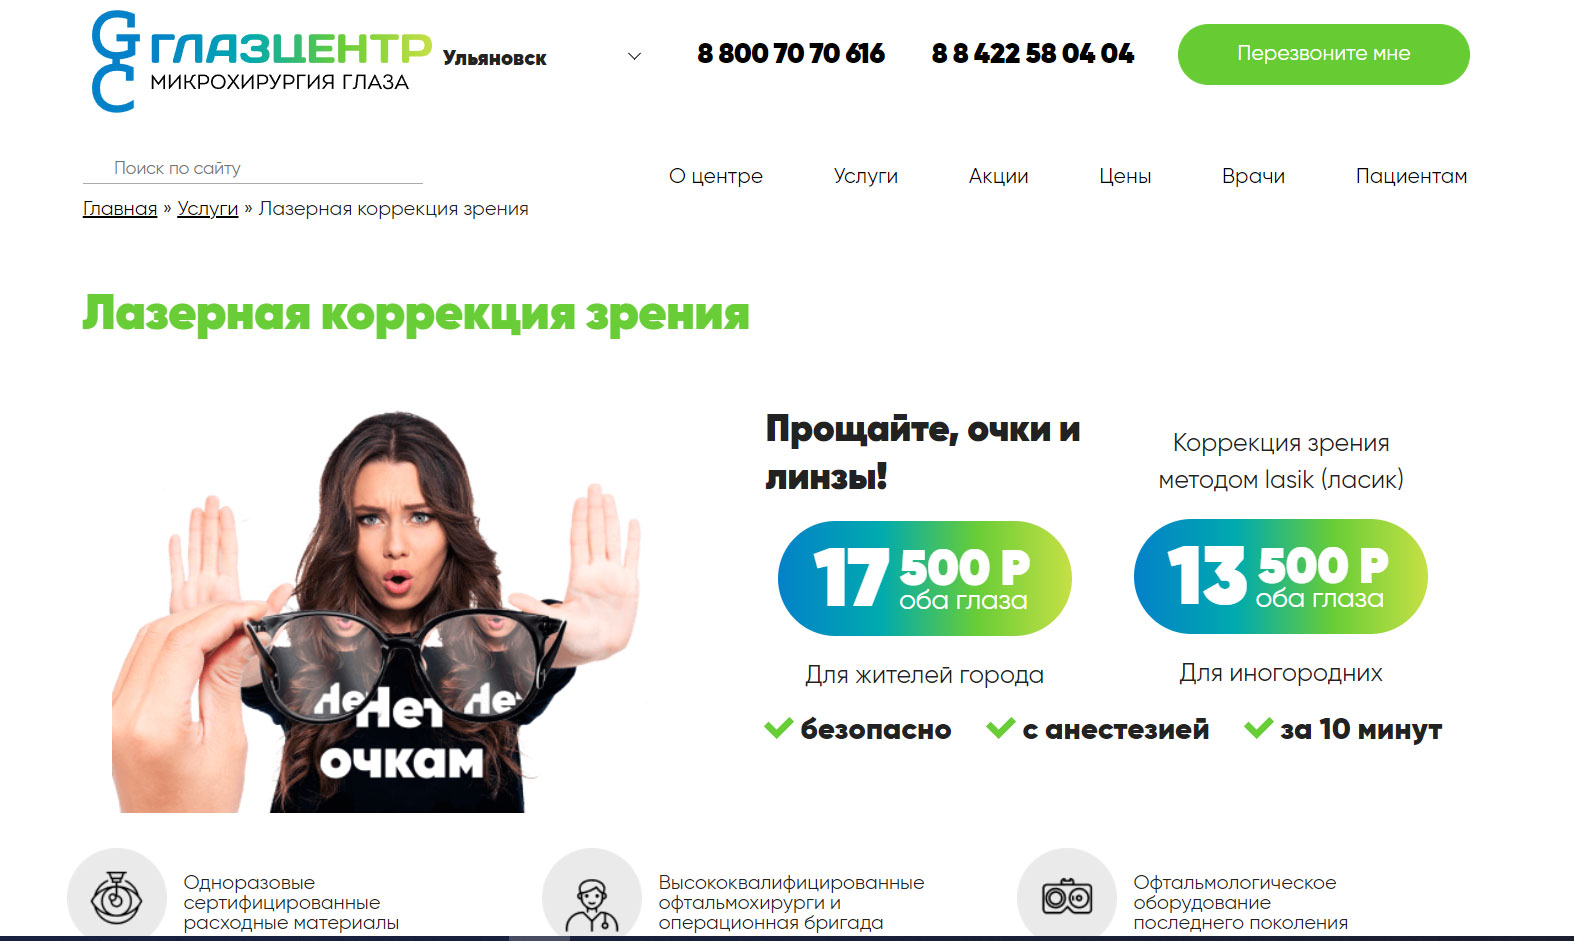 ГЛАЗЦЕНТР
МИКРОХИРУРГИЯ ГЛАЗА
Ульяновск
8 800 70 70 616
8 8 422 58 04 04
Перезвоните мне
Поиск по сайту
О центре
Услуги
Акции
Цены
Врачи
Пациентам
Главная » Услуги » Лазерная коррекция зрения
Лазерная коррекция зрения
Прощайте, очки и
линзы!
17 500 Р
оба глаза
Для жителей города
Коррекция зрения
методом lasik (ласик)
13 500 Р
оба глаза
Для иногородних
безопасно
с анестезией
за 10 минут
Нет
очкам
Одноразовые
сертифицированные
расходные материалы
Высококвалифицированные
офтальмохирурги и
операционная бригада
Офтальмологическое
оборудование
последнего поколения